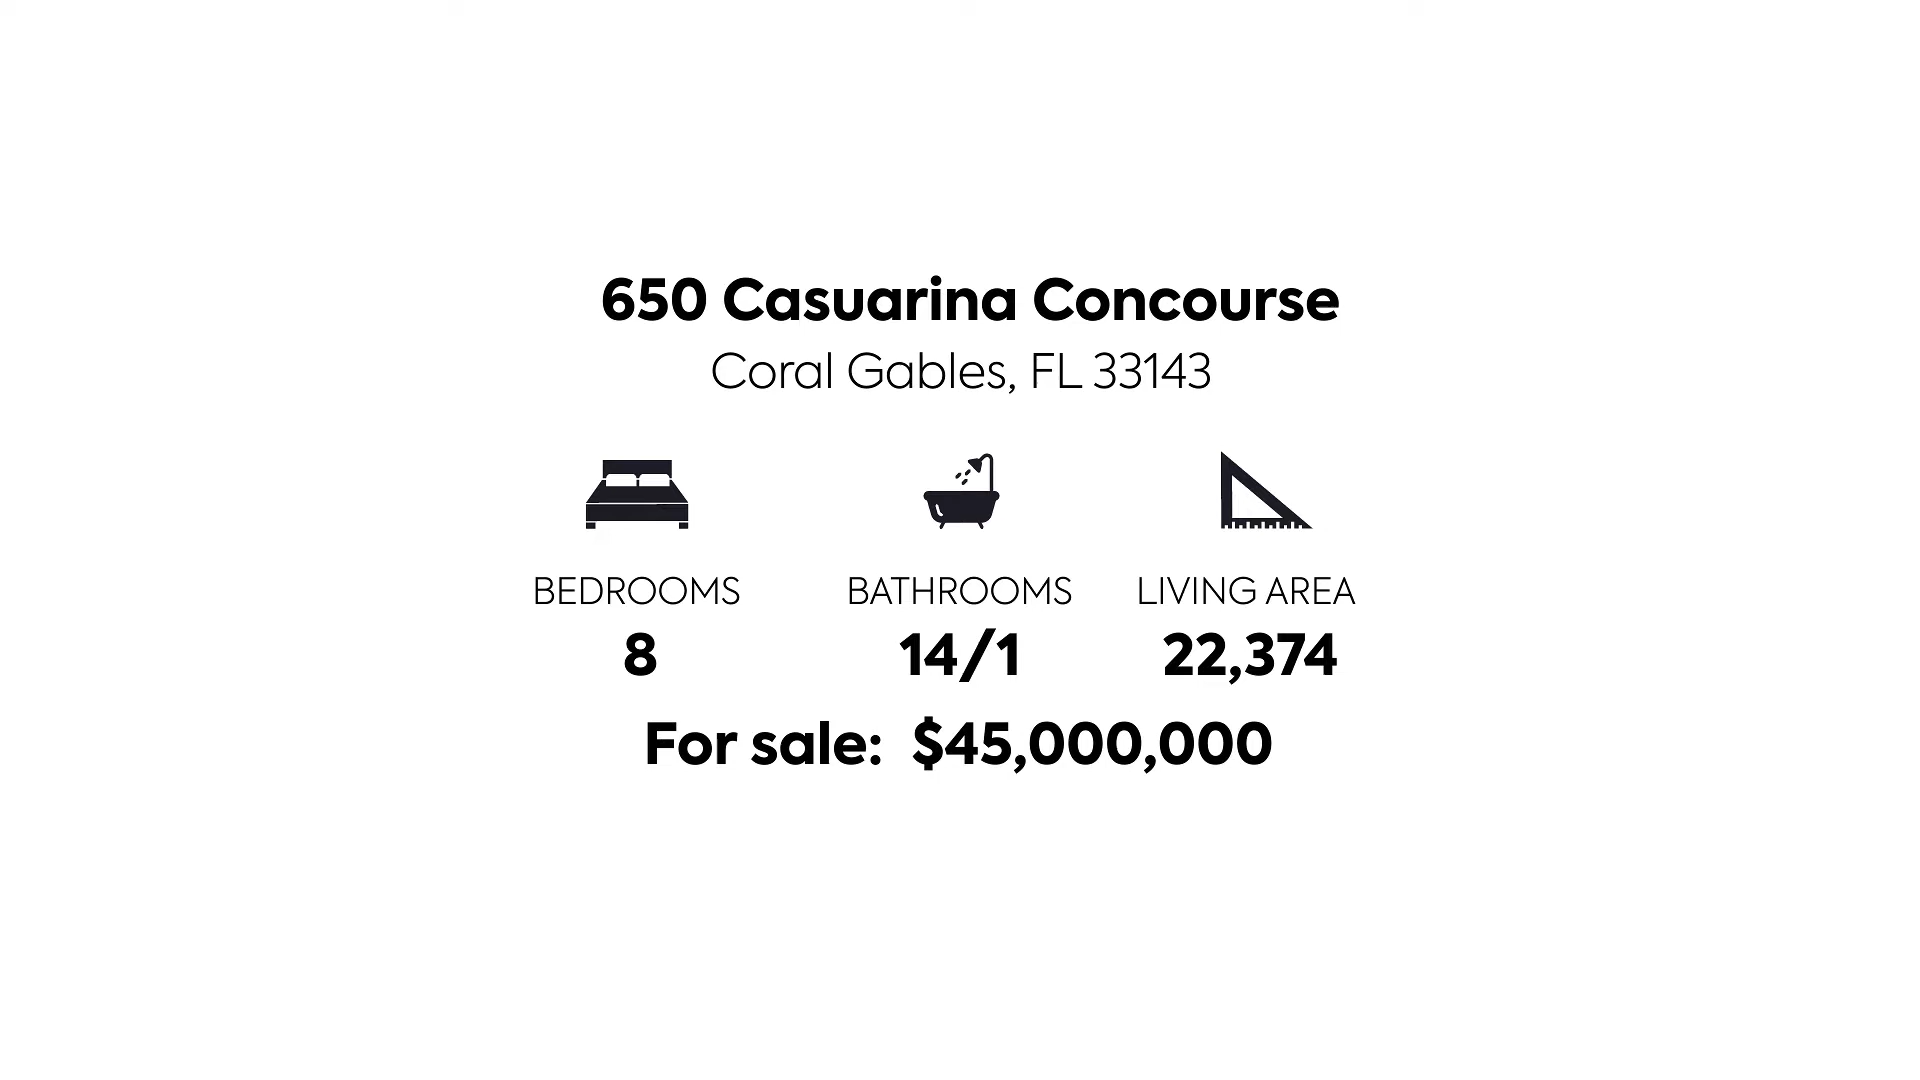 650 Casuarina Concourse
Coral Gables, FL 33143
BEDROOMS BATHROOMS LIVING AREA
8 14/1 22,374
For sale: $45,000,000